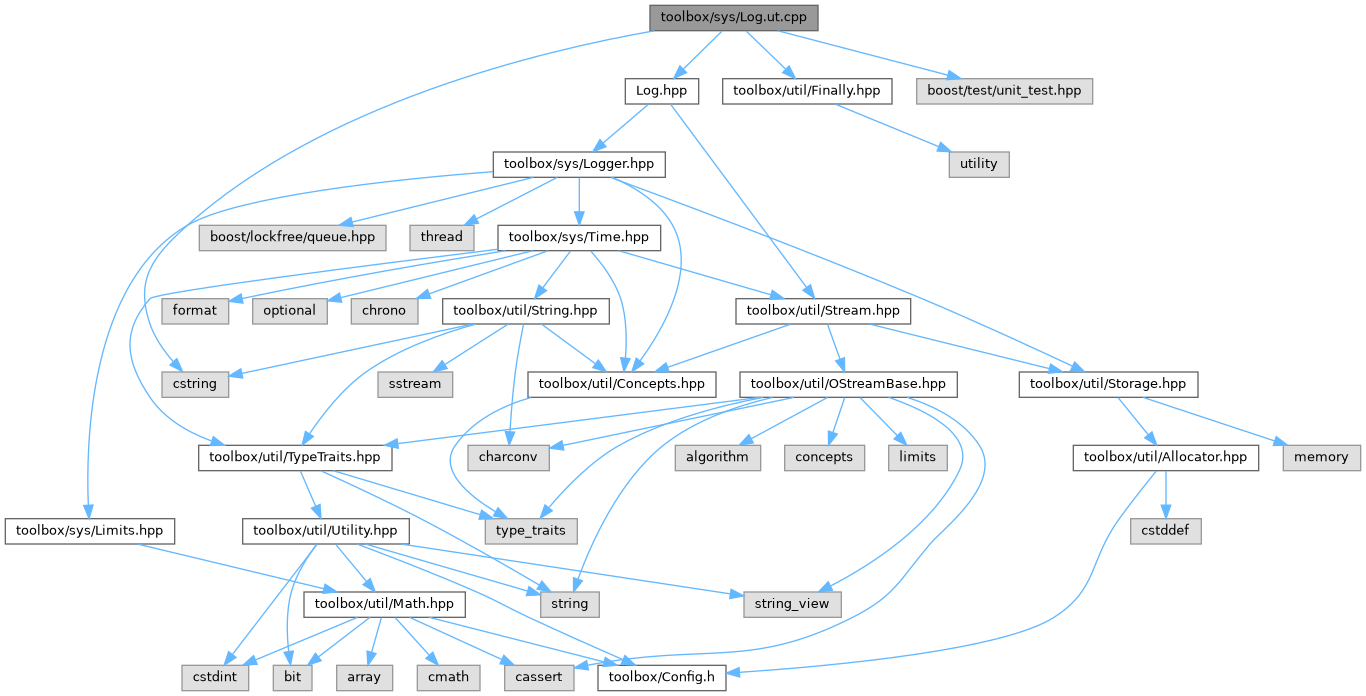 toolbox/sys/Log.ut.cpp
Log.hpp
toolbox/util/Finally.hpp
boost/test/unit_test.hpp
toolbox/sys/Logger.hpp
utility
boost/lockfree/queue.hpp
thread
toolbox/sys/Time.hpp
format
optional
chrono
toolbox/util/String.hpp
toolbox/util/Stream.hpp
cstring
sstream
toolbox/util/Concepts.hpp
toolbox/util/OStreamBase.hpp
toolbox/util/Storage.hpp
toolbox/util/TypeTraits.hpp
charconv
algorithm
concepts
limits
toolbox/util/Allocator.hpp
memory
toolbox/sys/Limits.hpp
toolbox/util/Utility.hpp
type_traits
cstddef
toolbox/util/Math.hpp
string
string_view
cstdint
bit
array
cmath
cassert
toolbox/Config.h